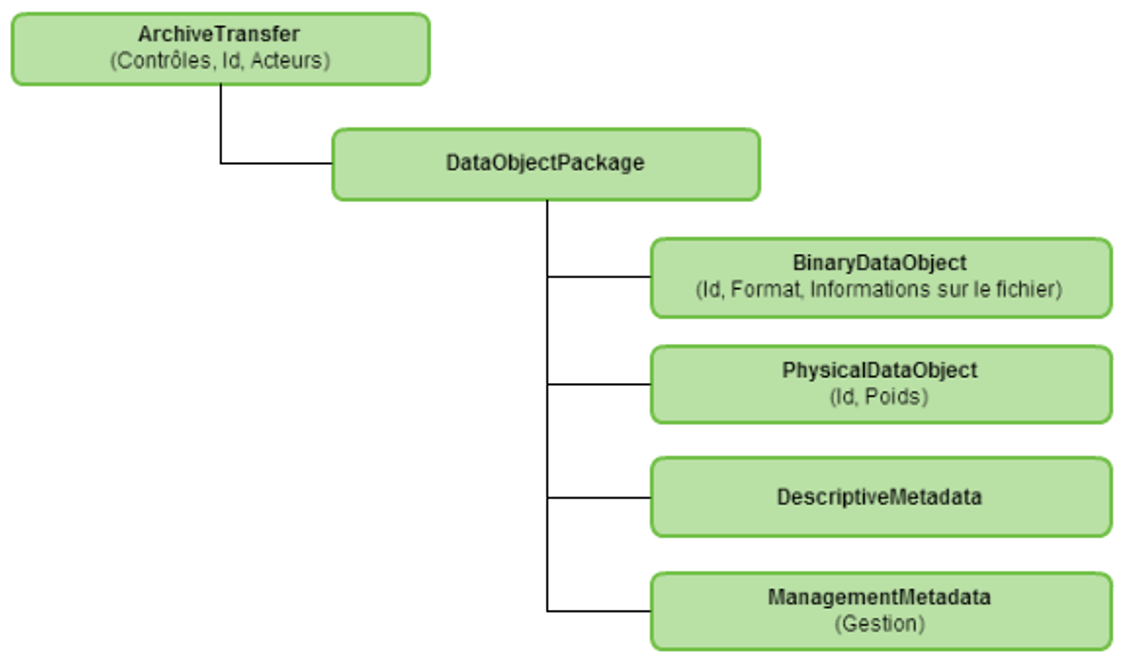 ArchiveTransfer
(Contrôles, Id, Acteurs)
DataObjectPackage
BinaryDataObject
(Id, Format, Informations sur le fichier)
PhysicalDataObject
(Id, Poids)
DescriptiveMetadata
ManagementMetadata
(Gestion)